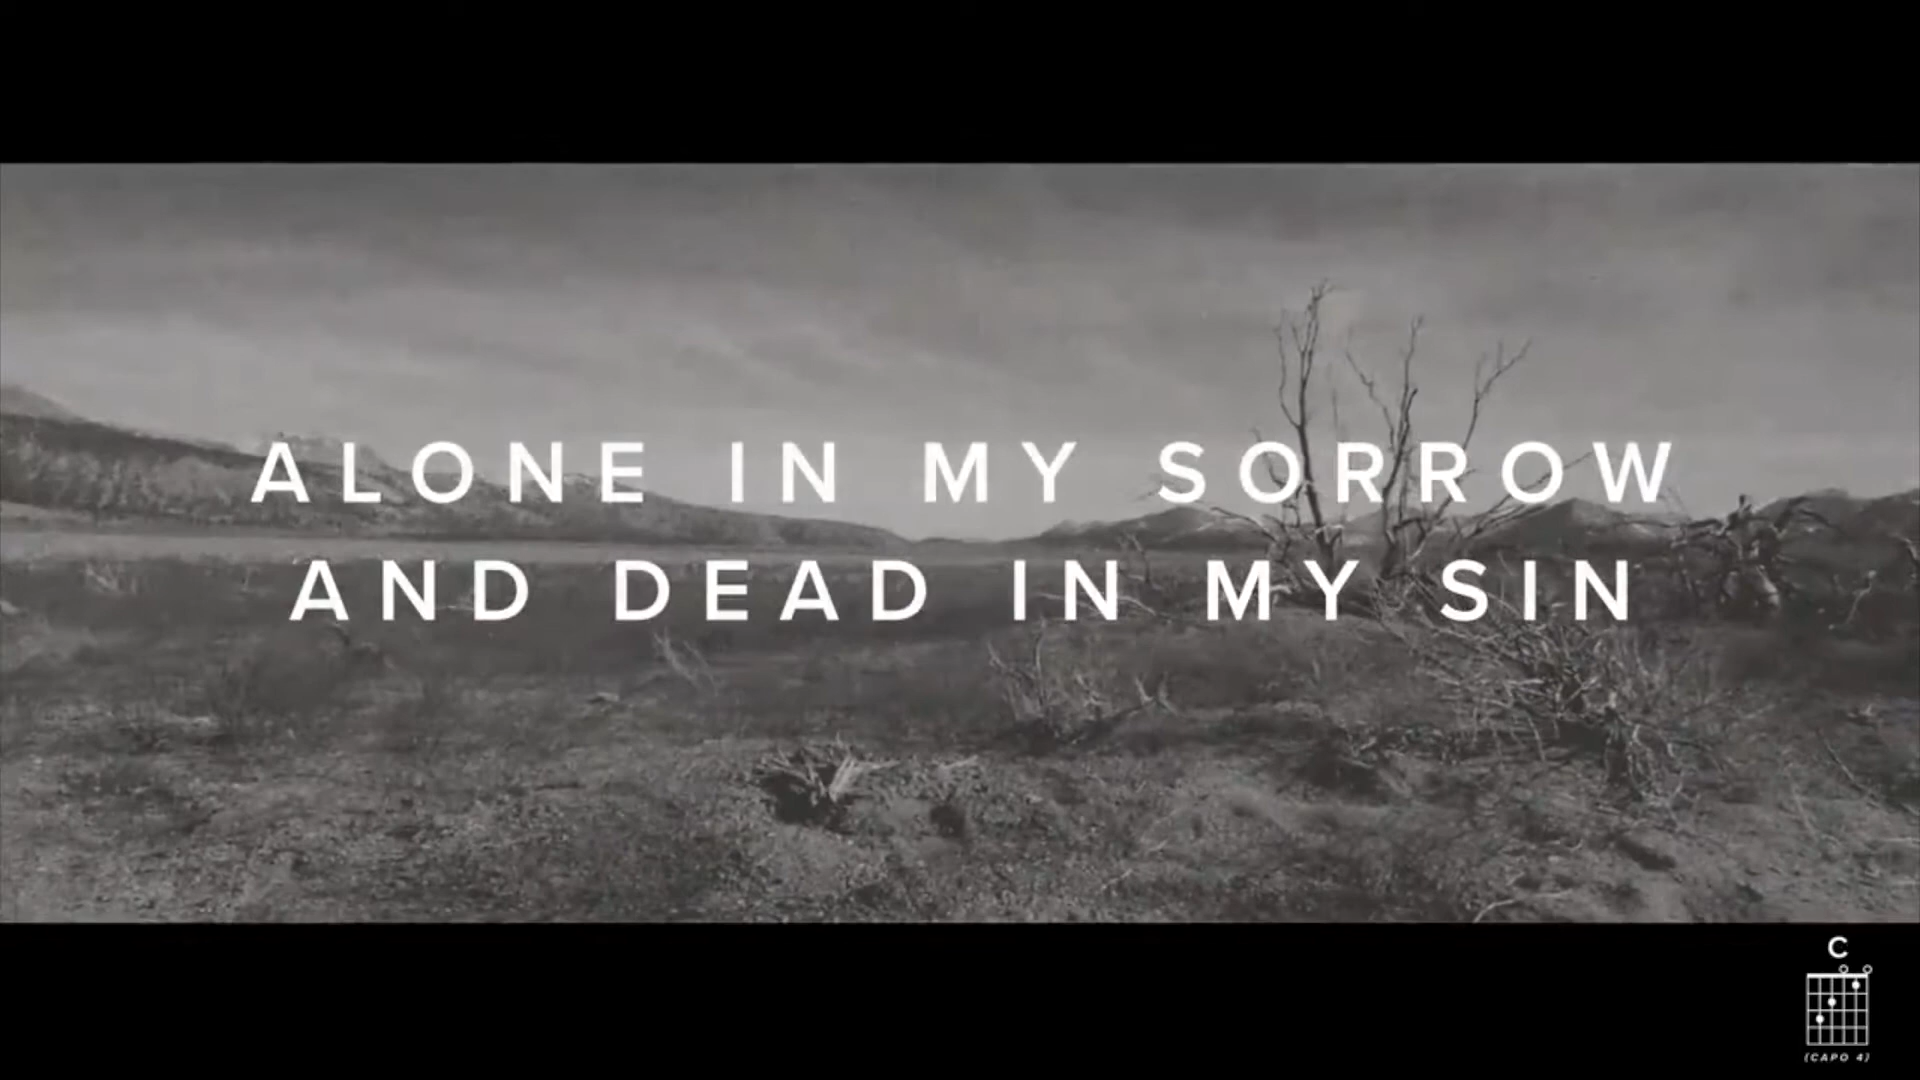 ALONE IN MY SORROW
AND DEAD IN MY SIN
C
(CAPO 4)